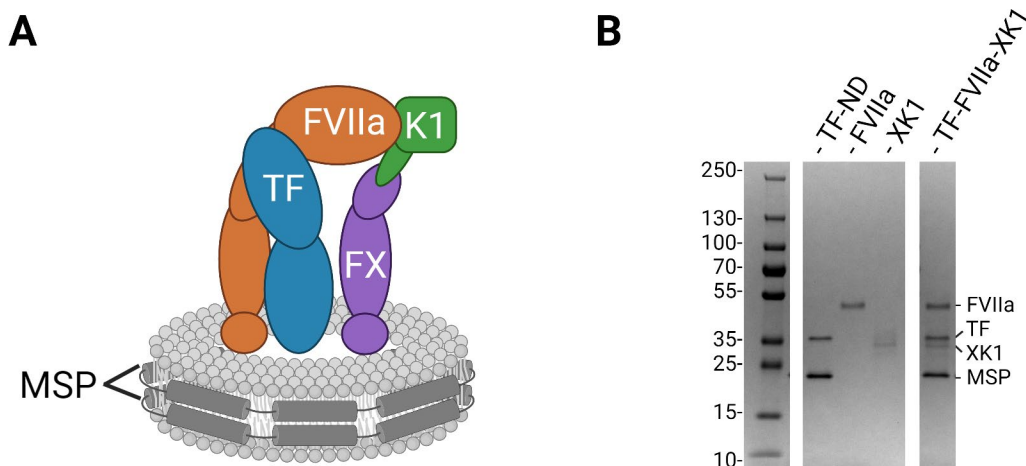 A
FVIIa
K1
TF
FX
MSP
B
- TF-ND
- FVIIa
- XK1
- TF-FVIIa-XK1
250-
130-
100-
70-
55-
35-
25-
15-
10-
- FVIIa
TF
XK1
- MSP